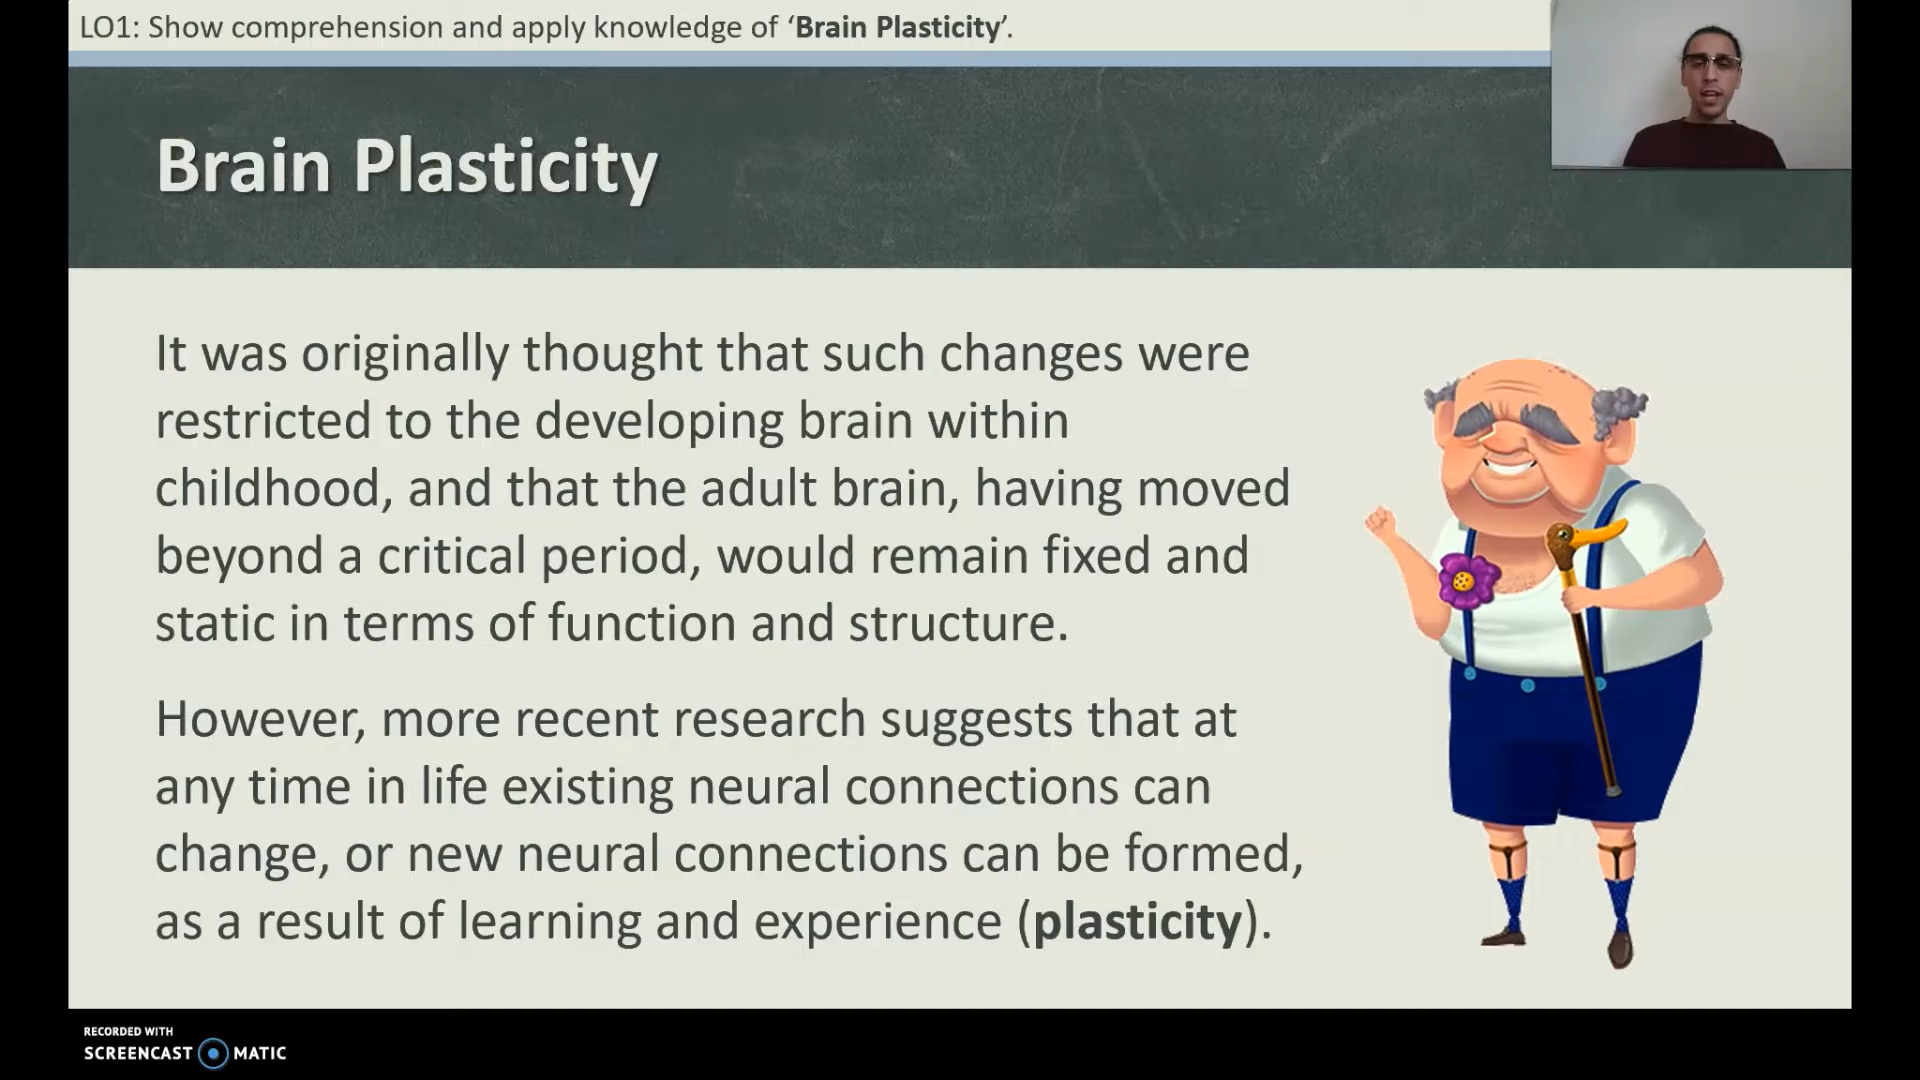 LO1: Show comprehension and apply knowledge of ‘Brain Plasticity’.
Brain Plasticity
It was originally thought that such changes were
restricted to the developing brain within
childhood, and that the adult brain, having moved
beyond a critical period, would remain fixed and
static in terms of function and structure.
However, more recent research suggests that at
any time in life existing neural connections can
change, or new neural connections can be formed,
as a result of learning and experience (plasticity).
RECORDED WITH
SCREENCAST MATIC